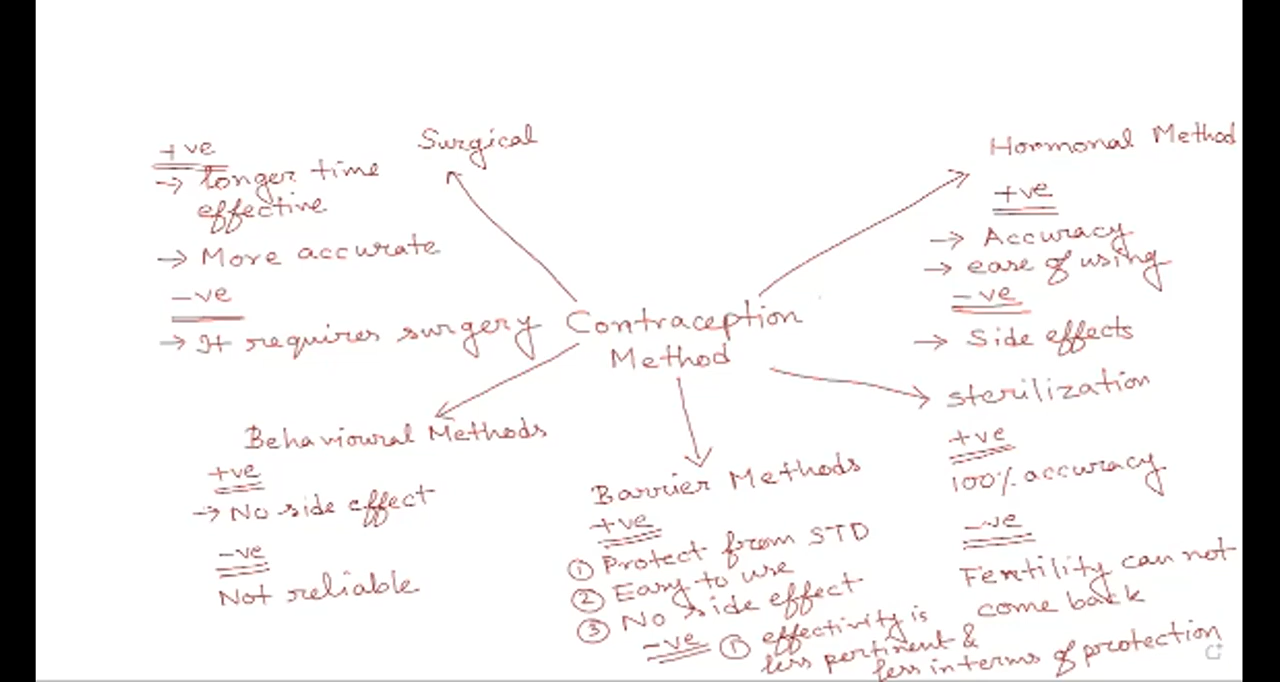 Contraception
Method
Surgical
+ve
→ longer time
effective
→ More accurate
-ve
→ It requires surgery
Hormonal Method
+ve
→ Accuracy
→ ease of using
-ve
→ Side effects
sterilization
+ve
100% accuracy
-ve
Fertility can not
come back
Behavioural Methods
+ve
→ No side effect
-ve
Not reliable
Barrier Methods
+ve
① Protect from STD
② Easy to use
③ No side effect
-ve ① effectivity is
less pertinent &
less in terms of protection